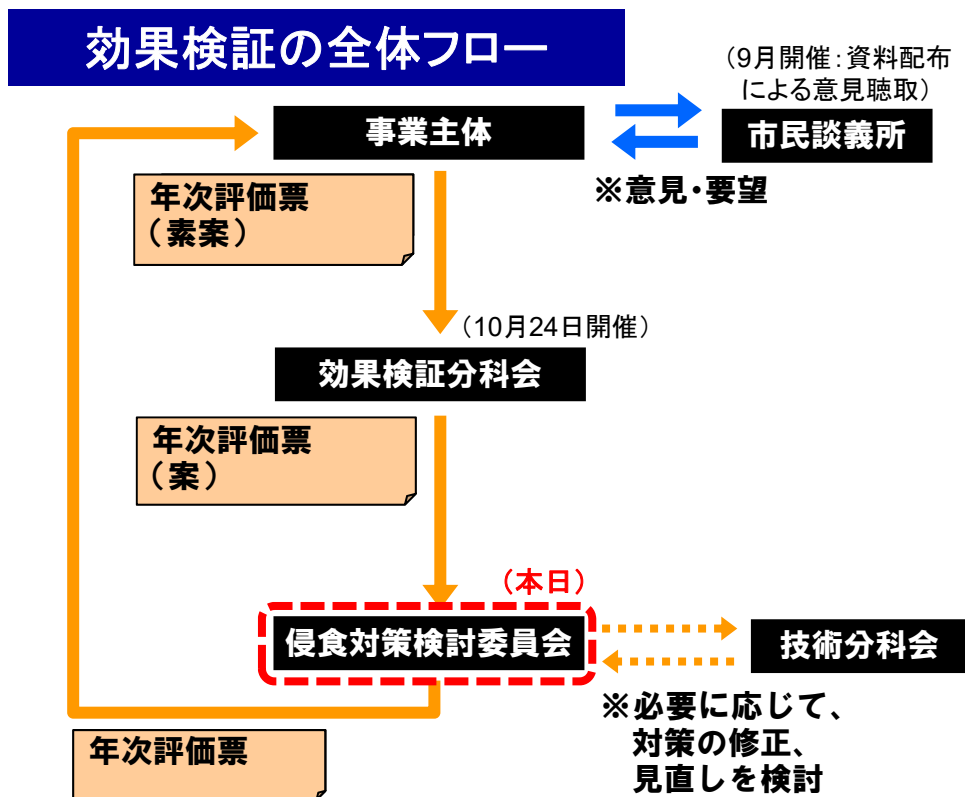 効果検証の全体フロー
（9月開催：資料配布
による意見聴取）
事業主体
市民談義所
※意見・要望
年次評価票
（素案）
（10月24日開催）
効果検証分科会
年次評価票
（案）
（本日）
侵食対策検討委員会
技術分科会
※必要に応じて、
対策の修正、
見直しを検討
年次評価票